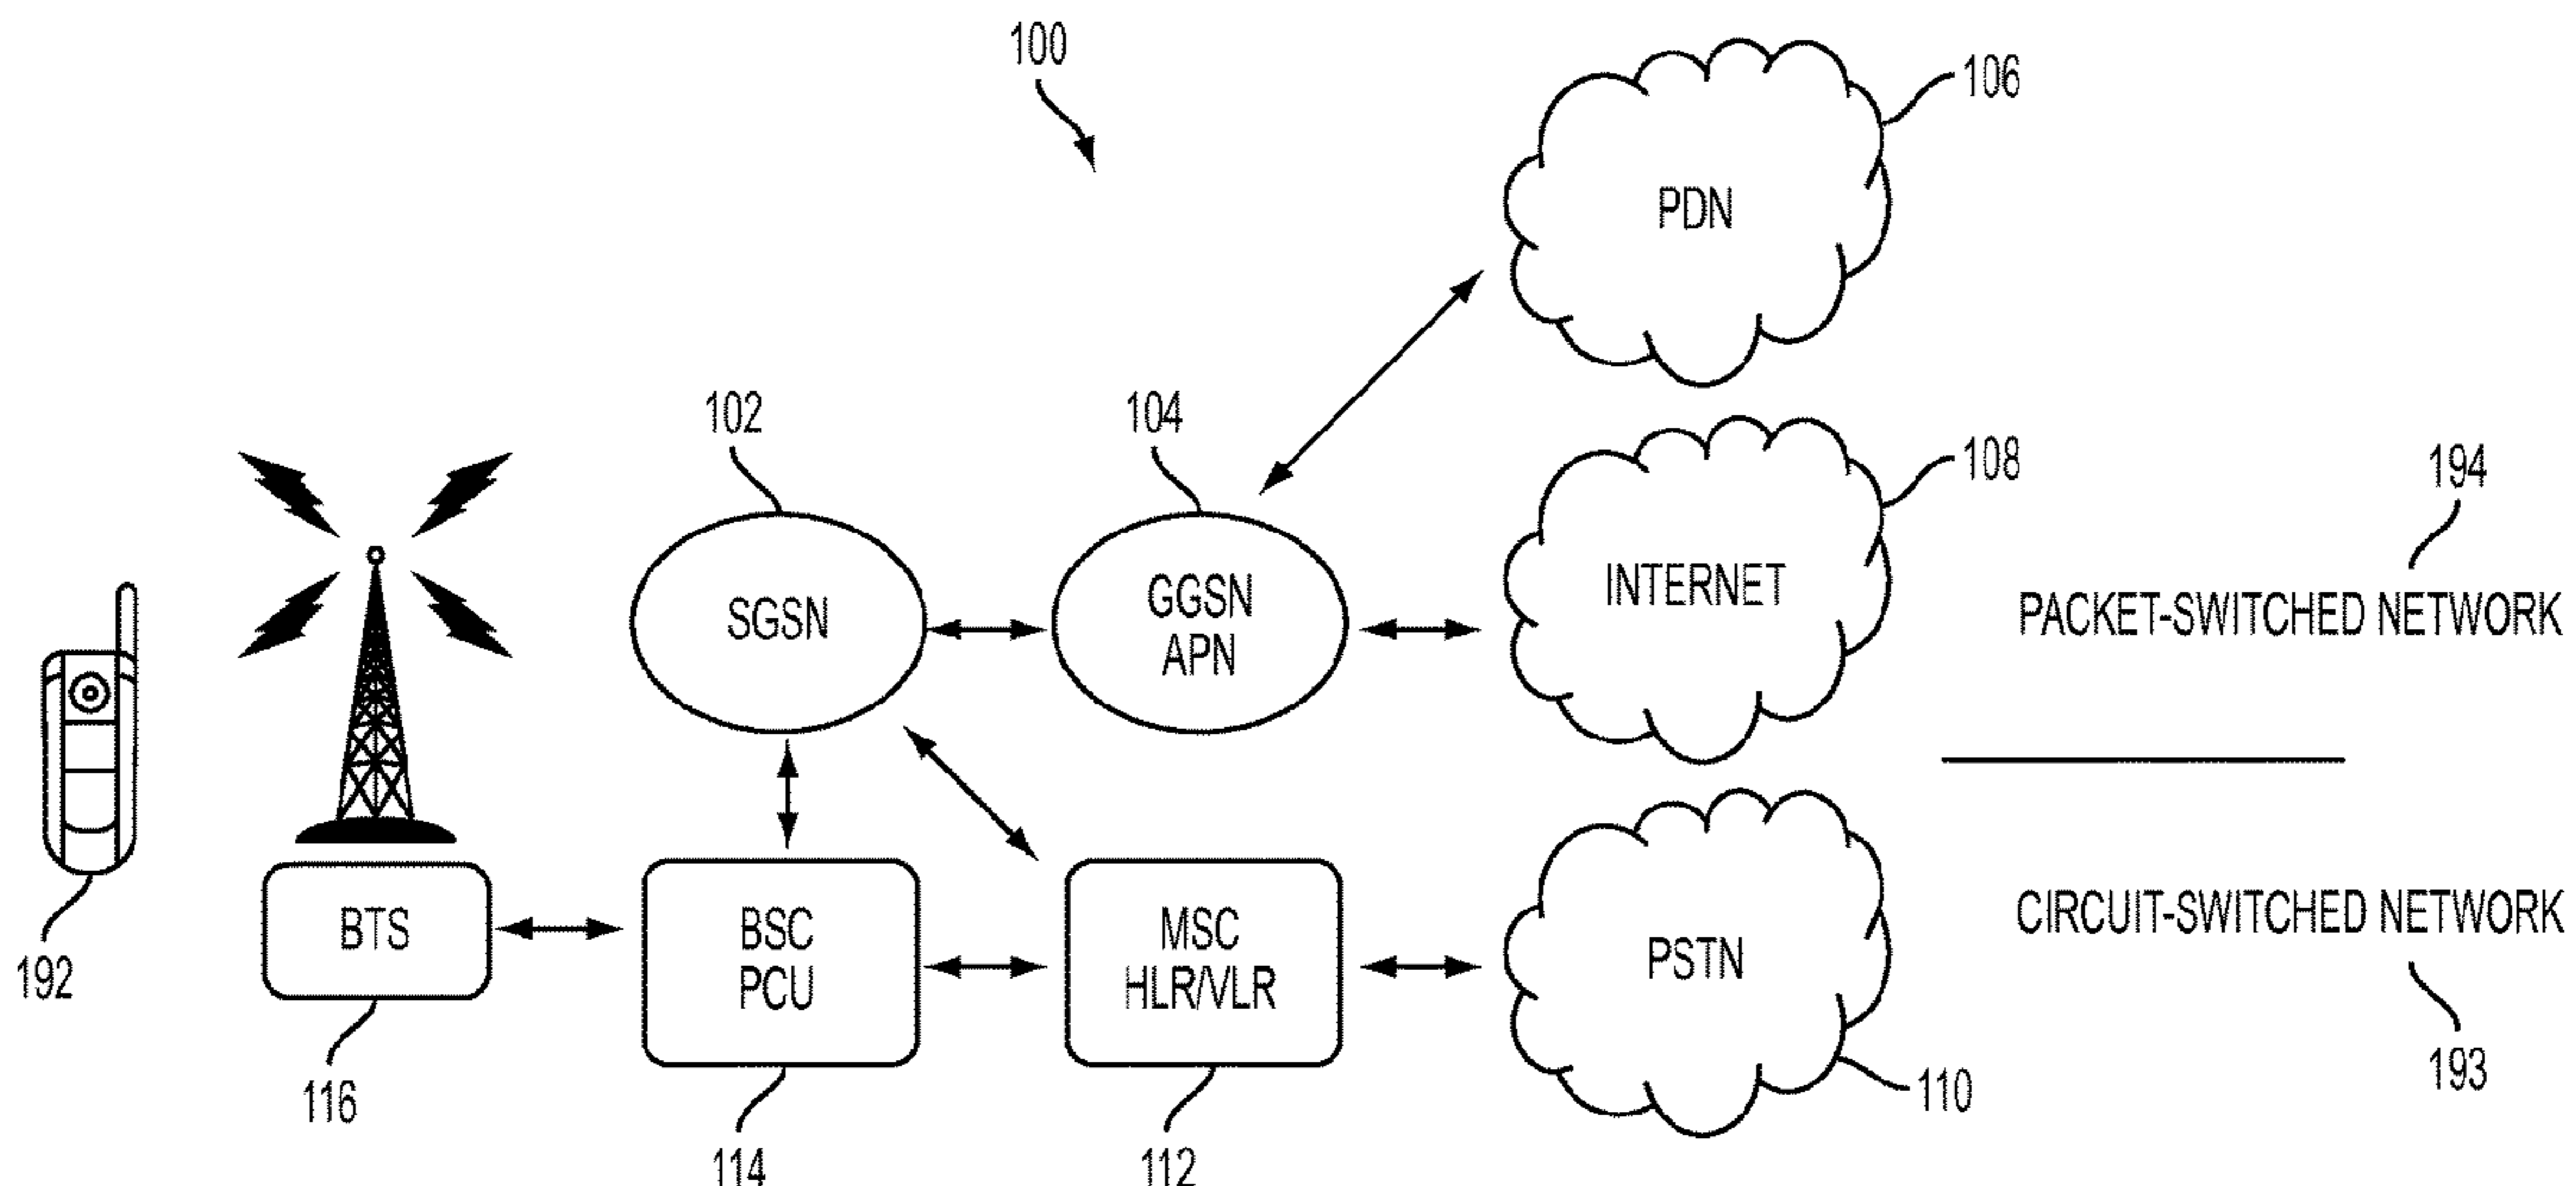 100
106
PDN
102
104
108
194
SGSN
GGSN
APN
INTERNET
PACKET-SWITCHED NETWORK
192
BTS
116
BSC
PCU
114
MSC
HLR/VLR
112
PSTN
110
CIRCUIT-SWITCHED NETWORK
193